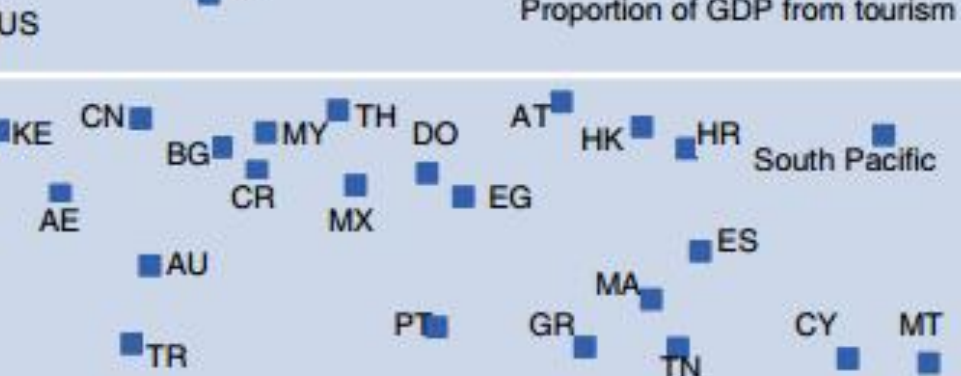 Proportion of GDP from tourism
US
KE
CN
TH
AT
HK
HR
BG
MY
DO
South Pacific
CR
MX
EG
AE
AU
ES
MA
PT
GR
CY
MT
TR
TN